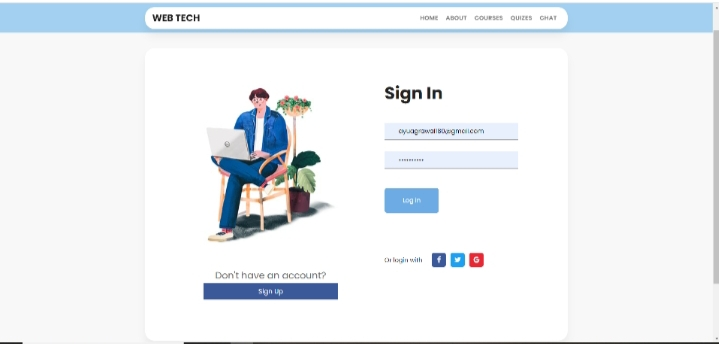 WEB TECH
HOME ABOUT COURSES QUIZES CHAT
Sign In
Log In
Or login with
f
G
Don't have an account?
Sign Up